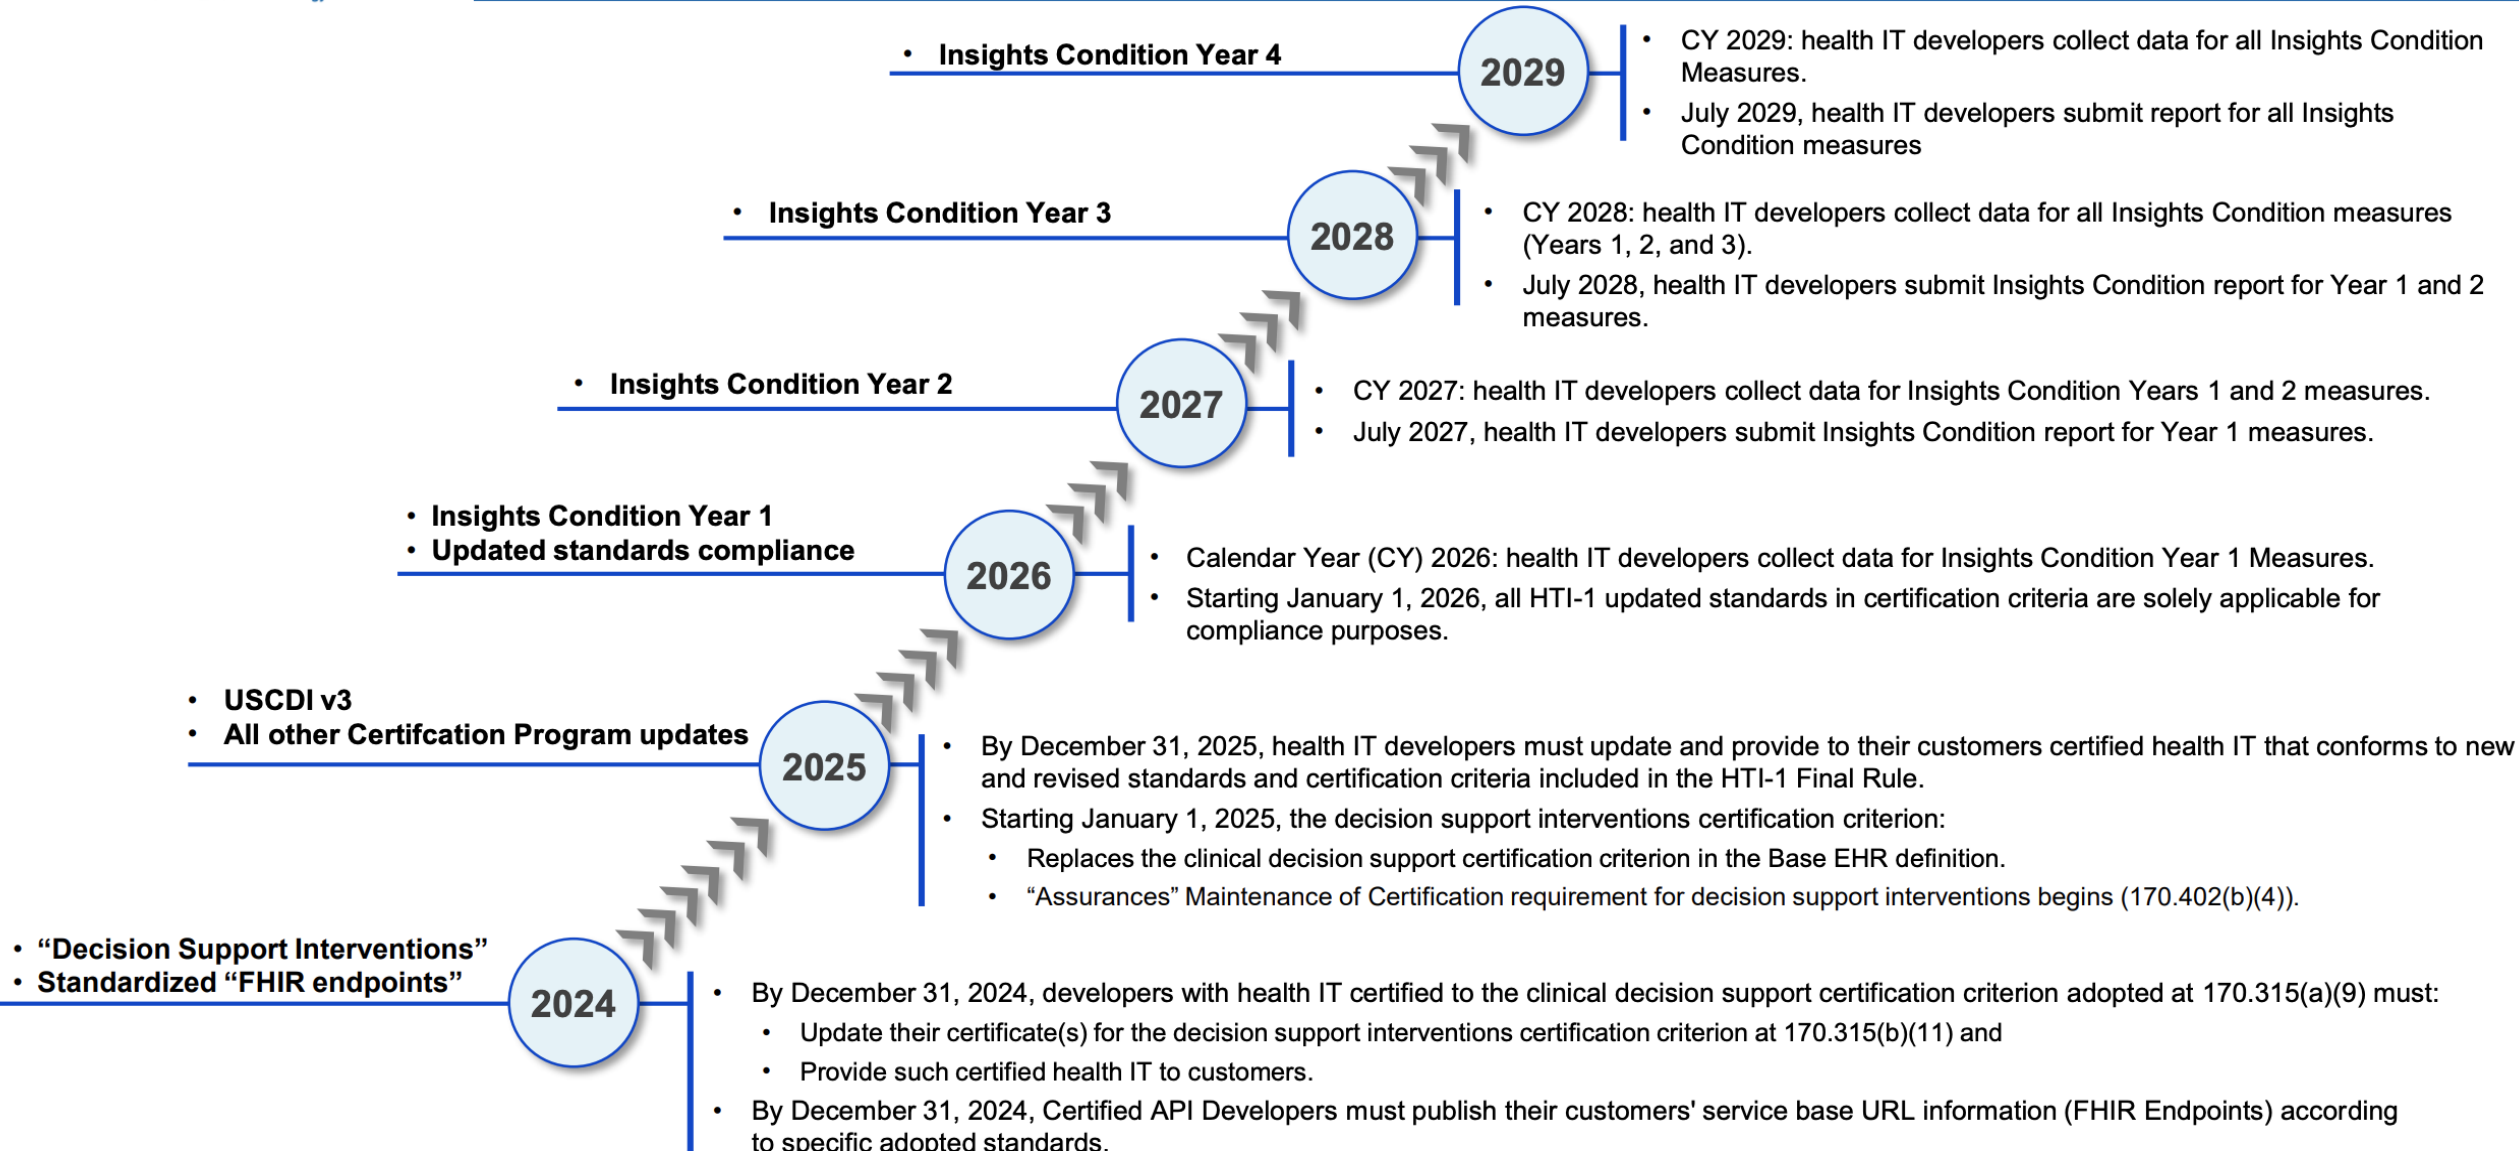 • Insights Condition Year 4
2029
• CY 2029: health IT developers collect data for all Insights Condition
Measures.
• July 2029, health IT developers submit report for all Insights
Condition measures
• Insights Condition Year 3
2028
• CY 2028: health IT developers collect data for all Insights Condition measures
(Years 1, 2, and 3).
• July 2028, health IT developers submit Insights Condition report for Year 1 and 2
measures.
• Insights Condition Year 2
2027
• CY 2027: health IT developers collect data for Insights Condition Years 1 and 2 measures.
• July 2027, health IT developers submit Insights Condition report for Year 1 measures.
• Insights Condition Year 1
• Updated standards compliance
2026
• Calendar Year (CY) 2026: health IT developers collect data for Insights Condition Year 1 Measures.
• Starting January 1, 2026, all HTI-1 updated standards in certification criteria are solely applicable for
compliance purposes.
• USCDI v3
• All other Certifcation Program updates
2025
• By December 31, 2025, health IT developers must update and provide to their customers certified health IT that conforms to new
and revised standards and certification criteria included in the HTI-1 Final Rule.
• Starting January 1, 2025, the decision support interventions certification criterion:
• Replaces the clinical decision support certification criterion in the Base EHR definition.
• “Assurances” Maintenance of Certification requirement for decision support interventions begins (170.402(b)(4)).
• “Decision Support Interventions”
• Standardized “FHIR endpoints”
2024
• By December 31, 2024, developers with health IT certified to the clinical decision support certification criterion adopted at 170.315(a)(9) must:
• Update their certificate(s) for the decision support interventions certification criterion at 170.315(b)(11) and
• Provide such certified health IT to customers.
• By December 31, 2024, Certified API Developers must publish their customers' service base URL information (FHIR Endpoints) according
to specific adopted standards.